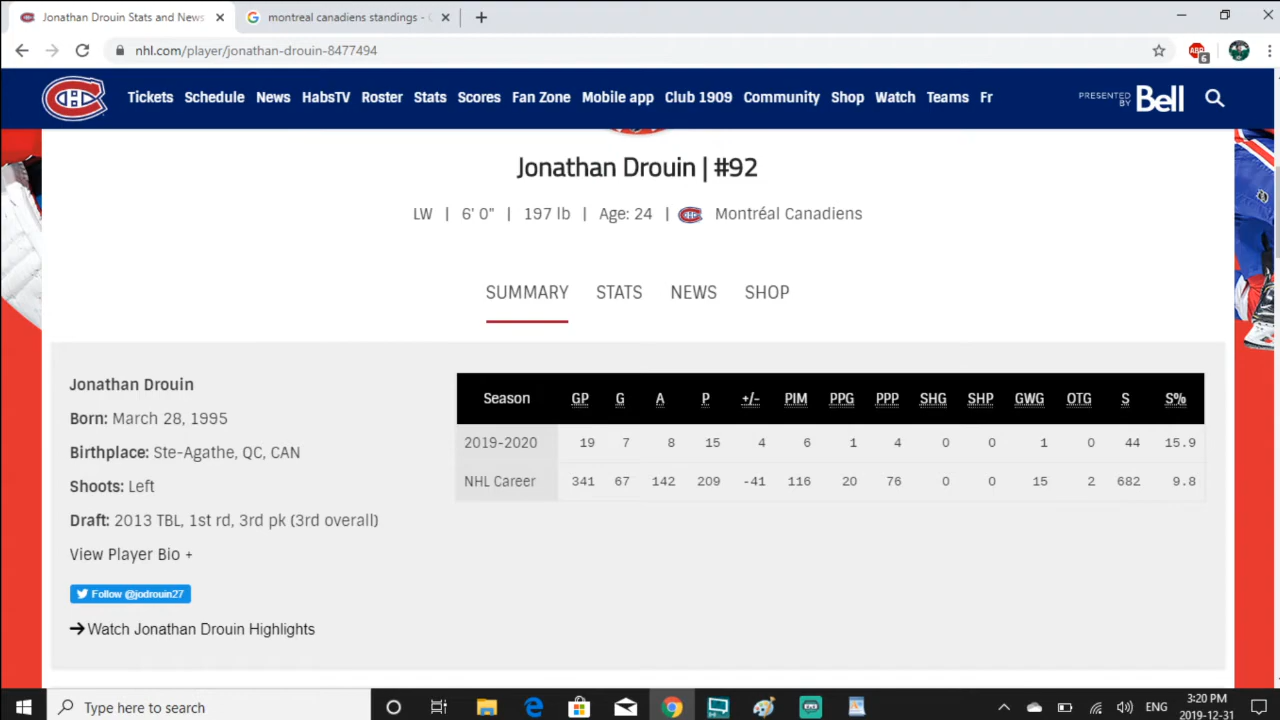 Jonathan Drouin Stats and News
montreal canadiens standings -
nhl.com/player/jonathan-drouin-8477494
ABP
6
Tickets Schedule News HabsTV Roster Stats Scores Fan Zone Mobile app Club 1909 Community Shop Watch Teams Fr
PRESENTED BY Bell
Jonathan Drouin | #92
LW | 6' 0" | 197 lb | Age: 24 | Montréal Canadiens
SUMMARY STATS NEWS SHOP
Jonathan Drouin
Born: March 28, 1995
Birthplace: Ste-Agathe, QC, CAN
Shoots: Left
Draft: 2013 TBL, 1st rd, 3rd pk (3rd overall)
View Player Bio +
Follow @jodrouin27
→Watch Jonathan Drouin Highlights
Season GP G A P +/- PIM PPG PPP SHG SHP GWG OTG S S%
2019-2020 19 7 8 15 4 6 1 4 0 0 1 0 44 15.9
NHL Career 341 67 142 209 -41 116 20 76 0 0 15 2 682 9.8
Type here to search
ENG
3:20 PM
2019-12-31